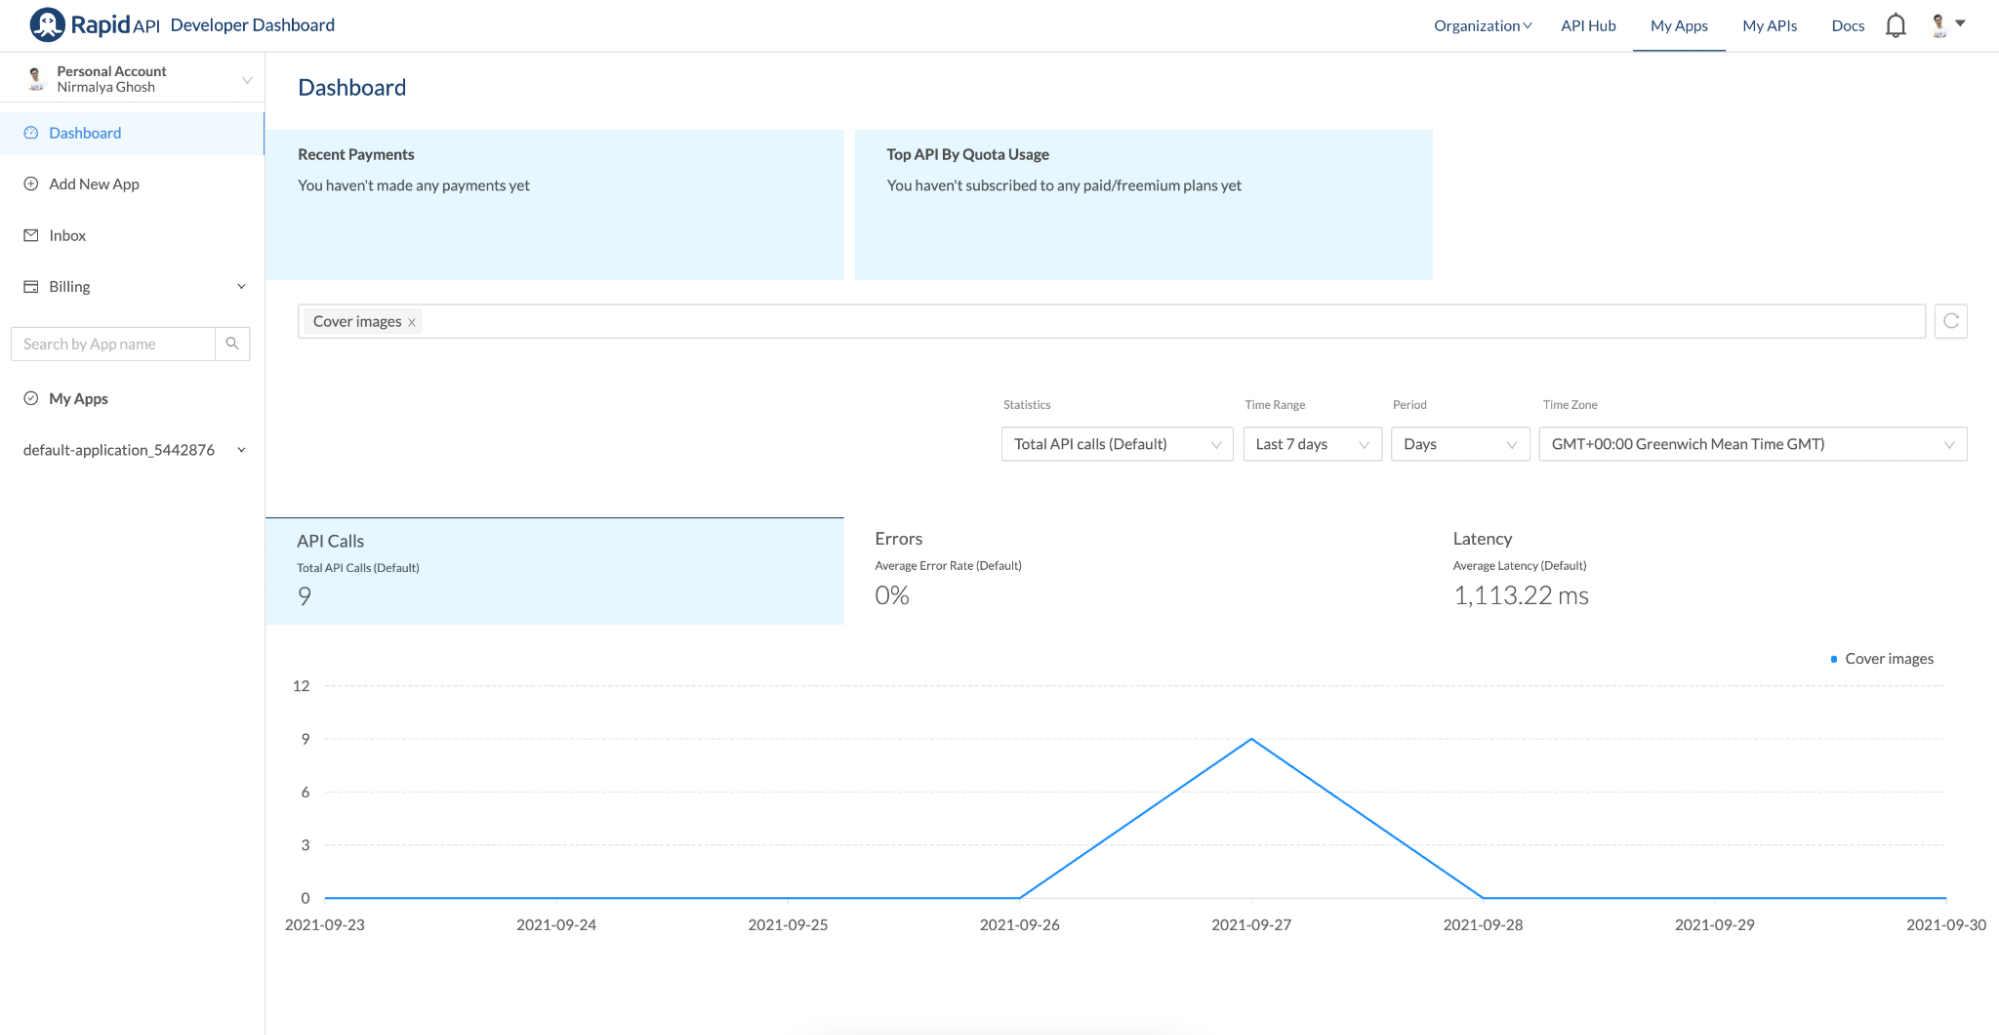 Rapid API Developer Dashboard
Organization API Hub My Apps My APIs Docs
Personal Account
Nirmalya Ghosh
Dashboard
Add New App
Inbox
Billing
Search by App name
My Apps
default-application_5442876
Dashboard
Recent Payments
You haven't made any payments yet
Top API By Quota Usage
You haven't subscribed to any paid/freemium plans yet
Cover images x
Statistics Time Range Period Time Zone
Total API calls (Default) Last 7 days Days GMT+00:00 Greenwich Mean Time GMT)
API Calls
Total API Calls (Default)
9
Errors
Average Error Rate (Default)
0%
Latency
Average Latency (Default)
1,113.22 ms
Cover images
12
9
6
3
0
2021-09-23 2021-09-24 2021-09-25 2021-09-26 2021-09-27 2021-09-28 2021-09-29 2021-09-30